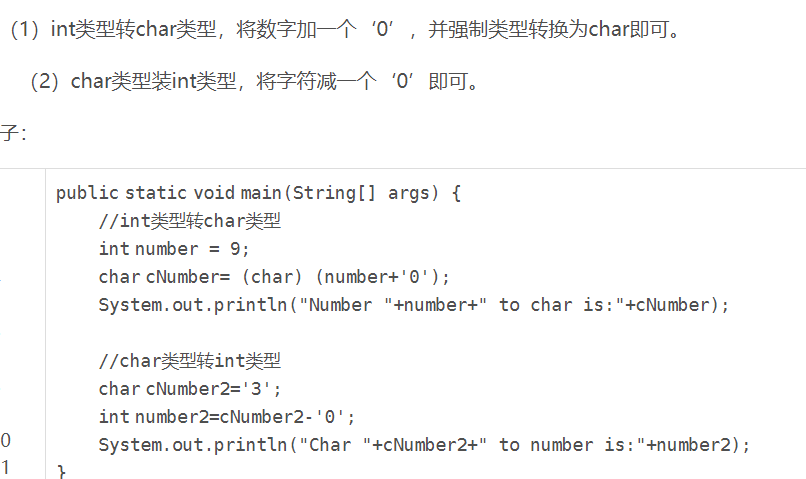 （1）int类型转char类型，将数字加一个‘0’，并强制类型转换为char即可。
（2）char类型装int类型，将字符减一个‘0’即可。
子：
public static void main(String[] args) {
    //int类型转char类型
    int number = 9;
    char cNumber= (char) (number+'0');
    System.out.println("Number "+number+" to char is:"+cNumber);

    //char类型转int类型
    char cNumber2='3';
    int number2=cNumber2-'0';
0
    System.out.println("Char "+cNumber2+" to number is:"+number2);
1
}